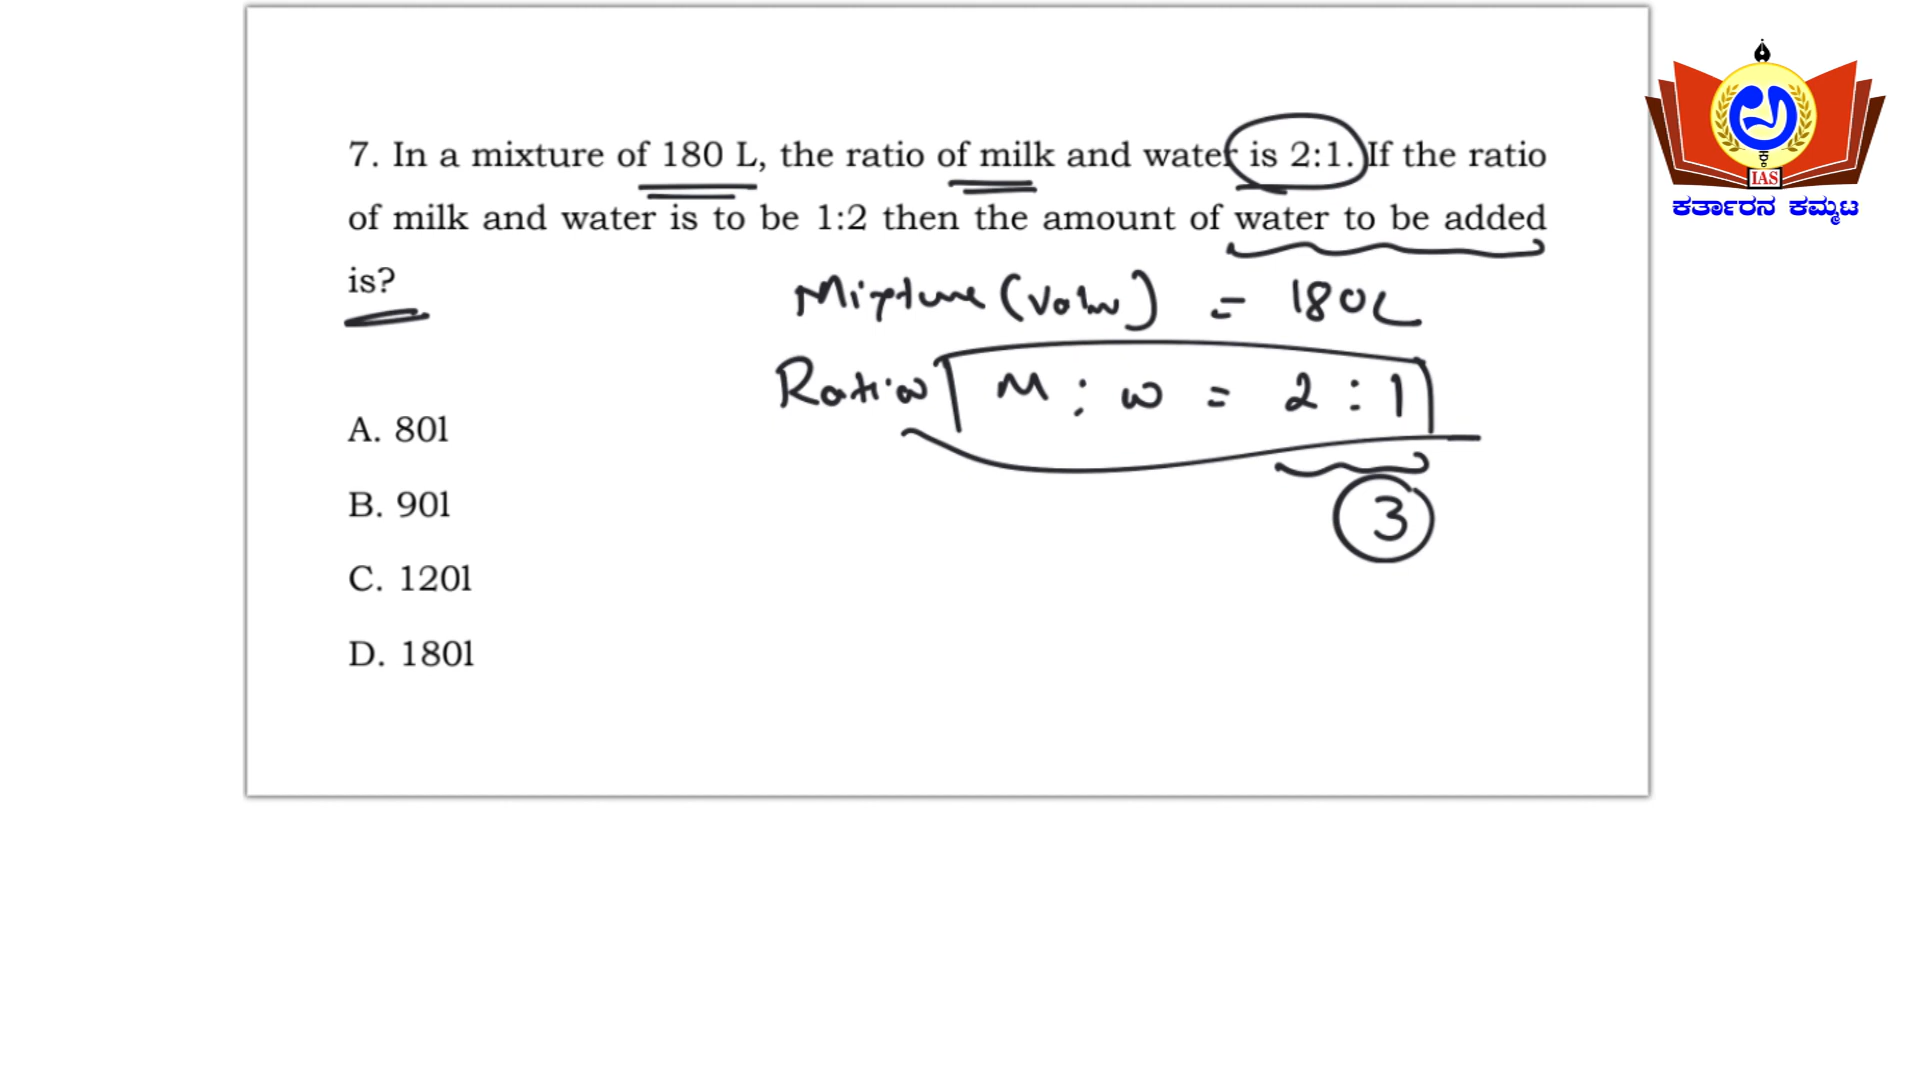 7. In a mixture of 180 L, the ratio of milk and water is 2:1. If the ratio
of milk and water is to be 1:2 then the amount of water to be added
is?
Mixture (Volm) = 180L
Ratio M : W = 2 : 1
3
A. 80l
B. 90l
C. 120l
D. 180l
IAS
ಕರ್ತಾರನ ಕಮ್ಮಟ